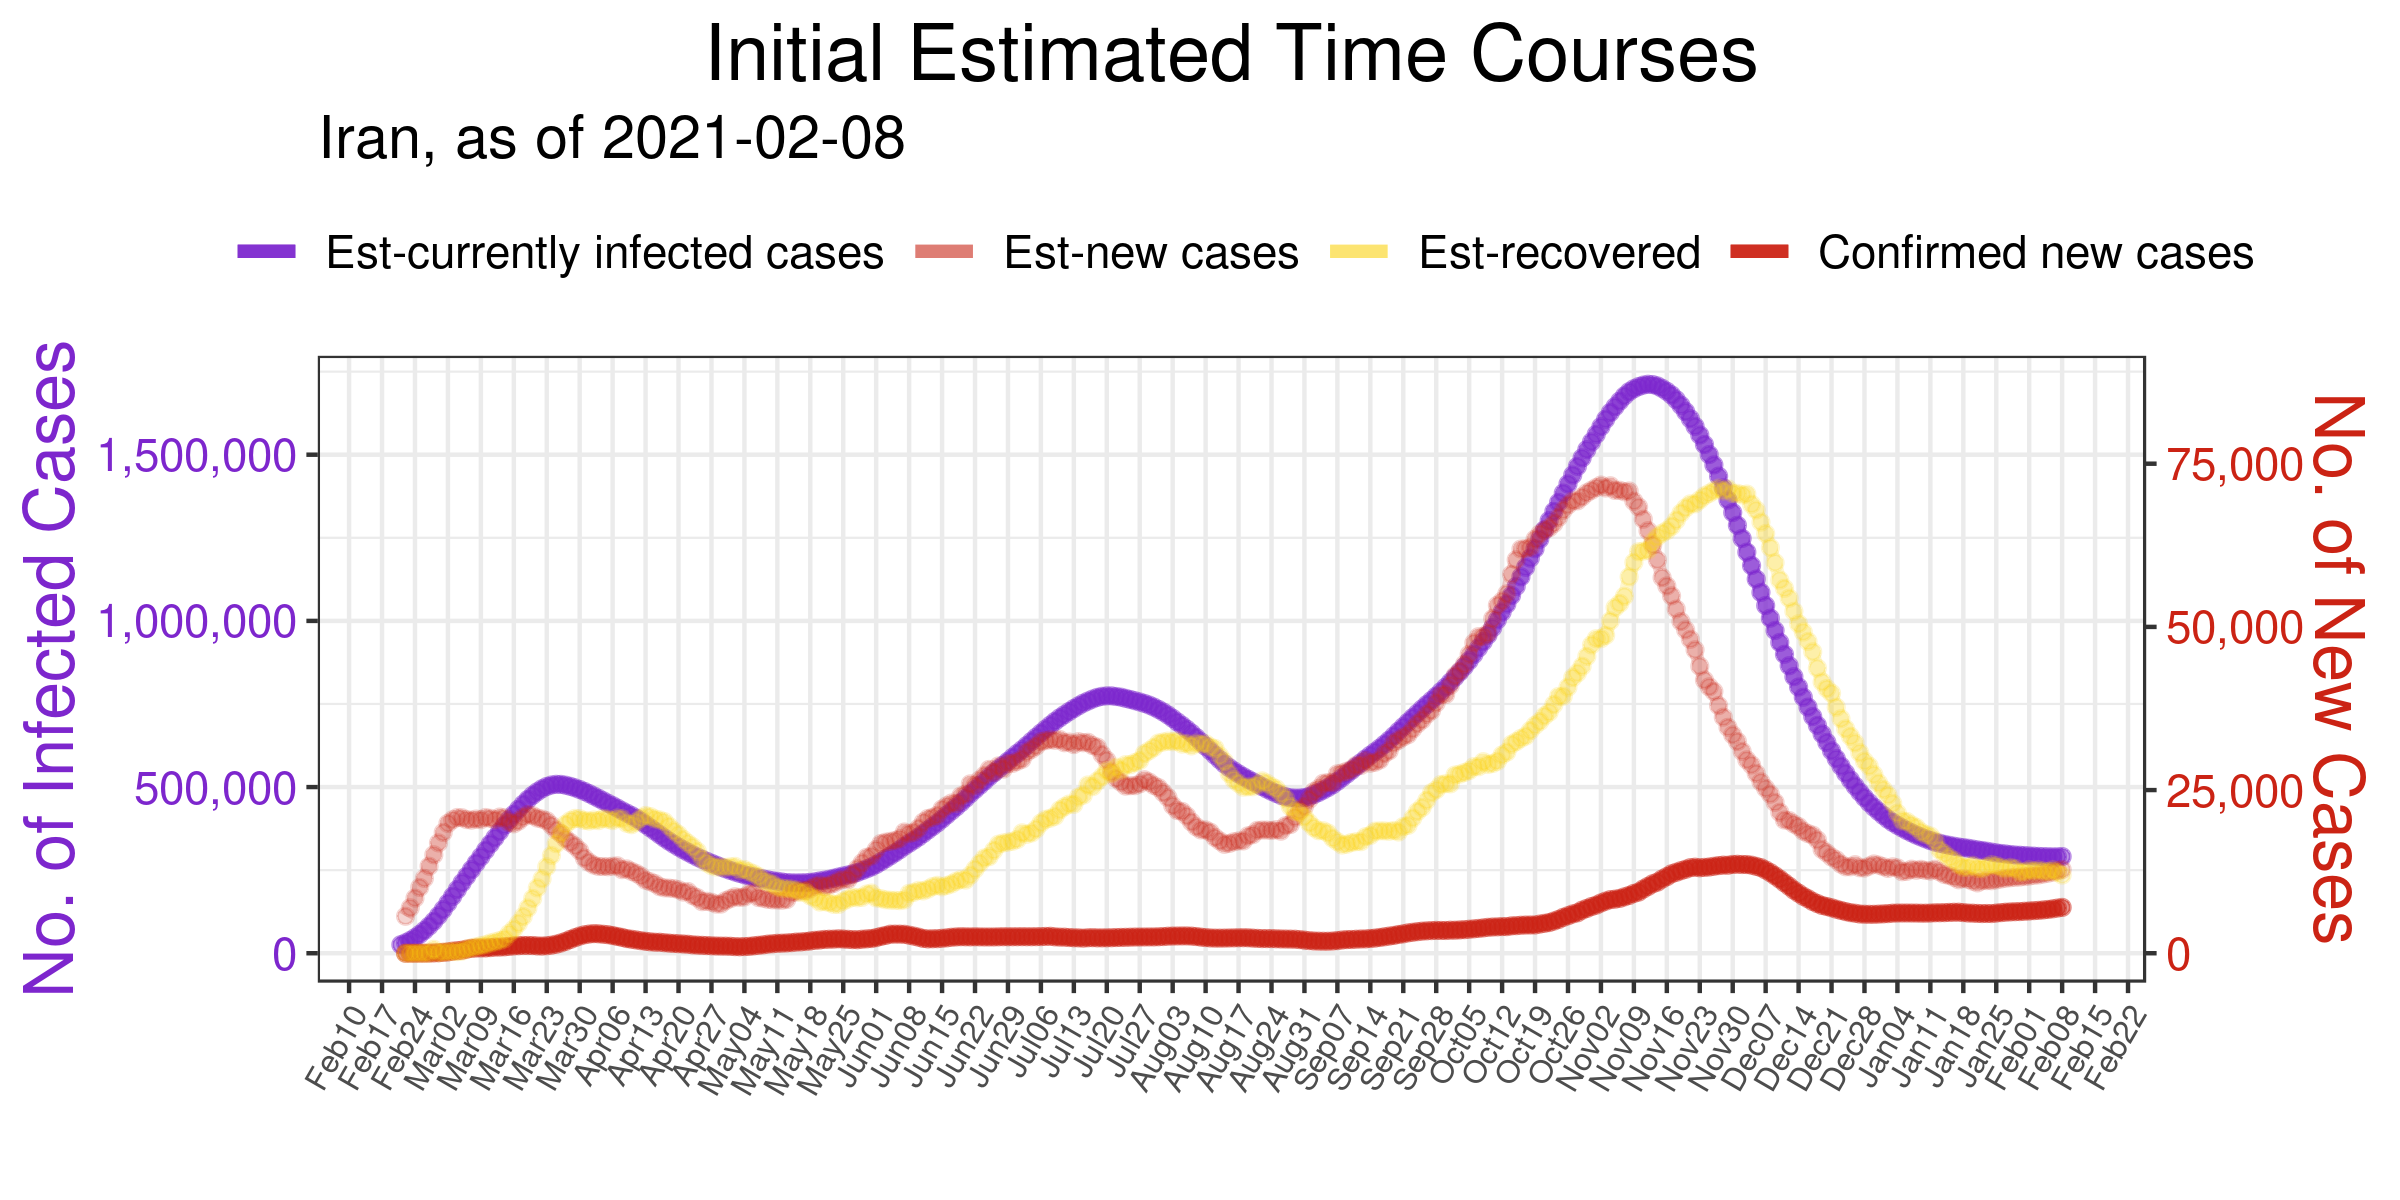 Initial Estimated Time Courses
Iran, as of 2021-02-08
Est-currently infected cases Est-new cases Est-recovered Confirmed new cases
No. of Infected Cases
1,500,000
1,000,000
500,000
0
75,000
50,000
25,000
0
No. of New Cases
Feb10 Feb17 Feb24 Mar02 Mar09 Mar16 Mar23 Mar30 Apr06 Apr13 Apr20 Apr27 May04 May11 May18 May25 Jun01 Jun08 Jun15 Jun22 Jun29 Jul06 Jul13 Jul20 Jul27 Aug03 Aug10 Aug17 Aug24 Aug31 Sep07 Sep14 Sep21 Sep28 Oct05 Oct12 Oct19 Oct26 Nov02 Nov09 Nov16 Nov23 Nov30 Dec07 Dec14 Dec21 Dec28 Jan04 Jan11 Jan18 Jan25 Feb01 Feb08 Feb15 Feb22